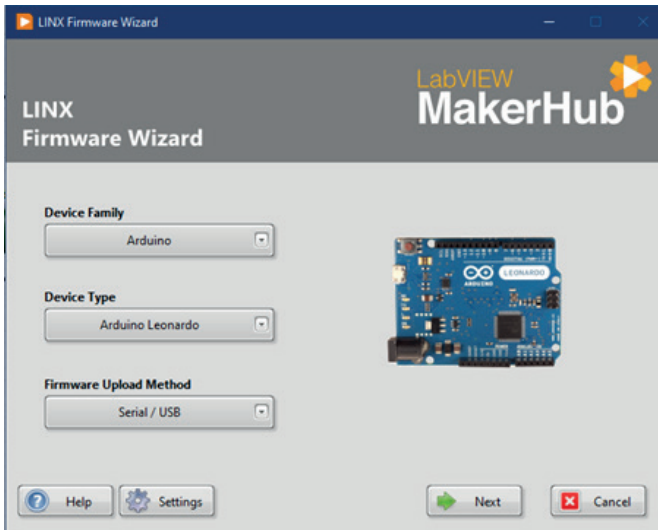 LINX Firmware Wizard
LabVIEW
MakerHub
LINX
Firmware Wizard
Device Family
Arduino
Device Type
Arduino Leonardo
Firmware Upload Method
Serial / USB
LEONARDO
ARDUINO
Help
Settings
Next
Cancel